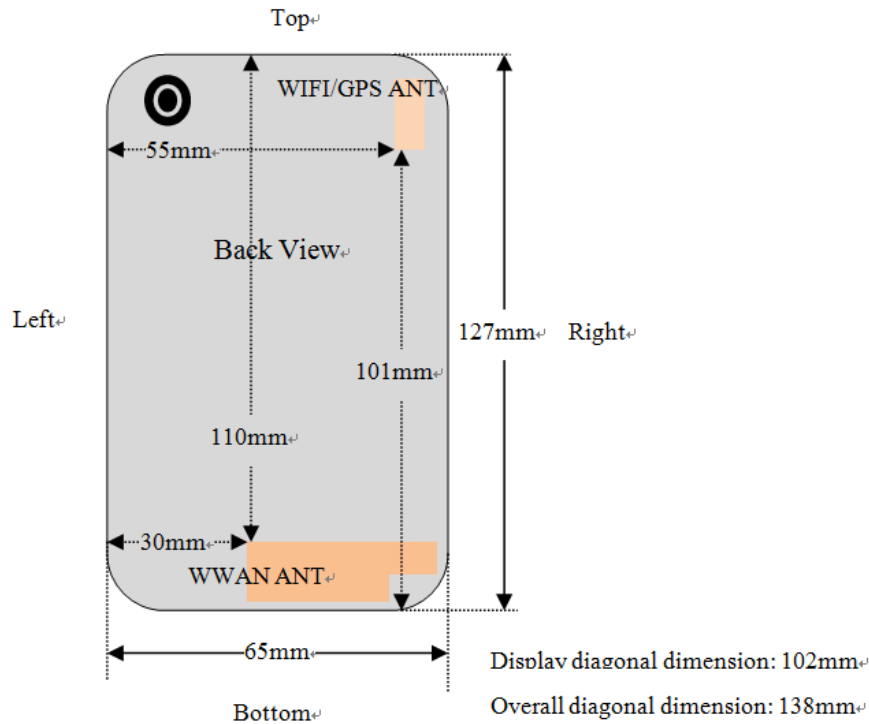 Top
WIFI/GPS ANT
55mm
Back View
Left
127mm
Right
101mm
110mm
30mm
WWAN ANT
65mm
Display diagonal dimension: 102mm
Bottom
Overall diagonal dimension: 138mm